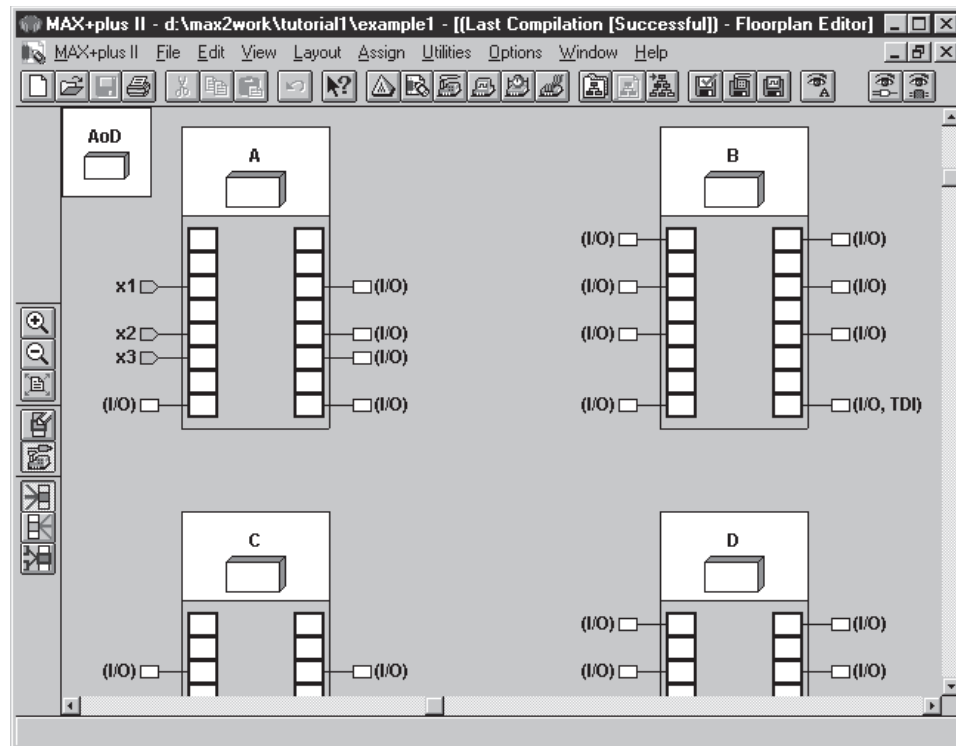 MAX+plus II - d:\max2work\tutorial1\example1 - [[(Last Compilation [Successful]) - Floorplan Editor]
MAX+plus II File Edit View Layout Assign Utilities Options Window Help
AoD
A
B
(I/O) (I/O)
x1 (I/O) (I/O) (I/O)
x2 (I/O) (I/O) (I/O)
x3 (I/O)
(I/O) (I/O) (I/O) (I/O, TDI)
C
D
(I/O) (I/O)
(I/O) (I/O) (I/O) (I/O)